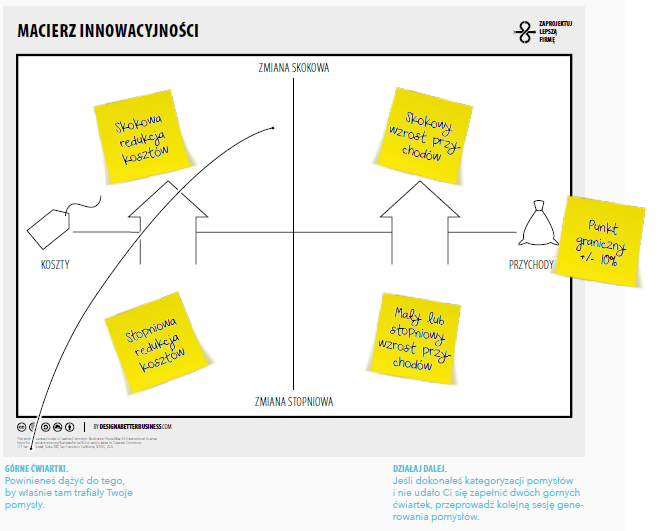 MACIERZ INNOWACYJNOŚCI
ZAPROJEKTUJ
LEPSZĄ
FIRMĘ
ZMIANA SKOKOWA
Skokowa
redukcja
kosztów
Skokowy
wzrost przy-
chodów
KOSZTY
PRZYCHODY
Punkt
graniczny
+/- 10%
Stopniowa
redukcja
kosztów
Mały lub
stopniowy
wzrost przy-
chodów
ZMIANA STOPNIOWA
BY DESIGNABETTERBUSINESS.COM
GÓRNE ĆWIARTKI.
Powinieneś dążyć do tego,
by właśnie tam trafiały Twoje
pomysły.
DZIAŁAJ DALEJ.
Jeśli dokonałeś kategoryzacji pomysłów
i nie udało Ci się zapełnić dwóch górnych
ćwiartek, przeprowadź kolejną sesję gene-
rowania pomysłów.